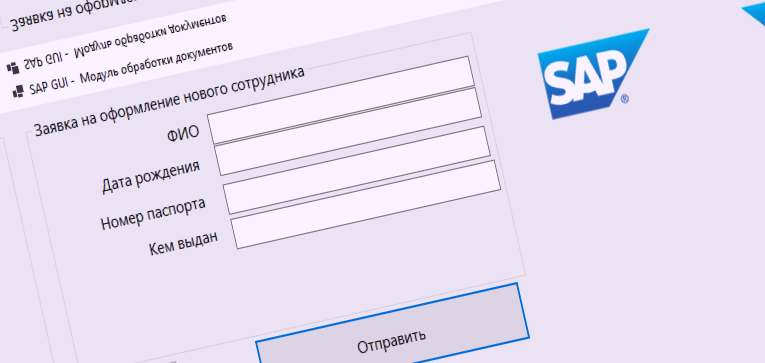 Заявка на оформле
SAP GUI - Модуль обработки документов
SAP GUI - Модуль обработки документов
Заявка на оформление нового сотрудника
ФИО
Дата рождения
Номер паспорта
Кем выдан
Отправить
SAP
®